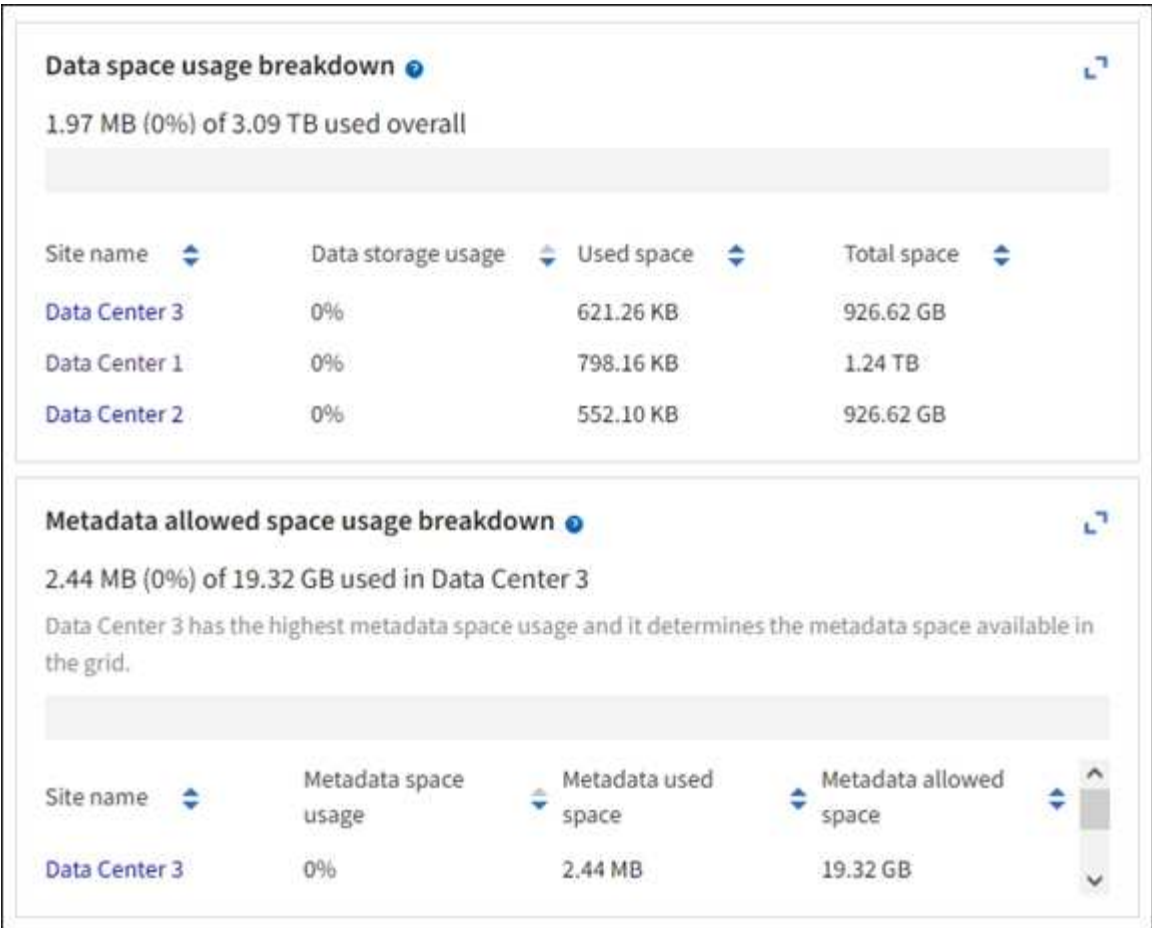 Data space usage breakdown
1.97 MB (0%) of 3.09 TB used overall
Site name Data storage usage Used space Total space
Data Center 3 0% 621.26 KB 926.62 GB
Data Center 1 0% 798.16 KB 1.24 TB
Data Center 2 0% 552.10 KB 926.62 GB
Metadata allowed space usage breakdown
2.44 MB (0%) of 19.32 GB used in Data Center 3
Data Center 3 has the highest metadata space usage and it determines the metadata space available in
the grid.
Site name Metadata space usage Metadata used space Metadata allowed space
Data Center 3 0% 2.44 MB 19.32 GB